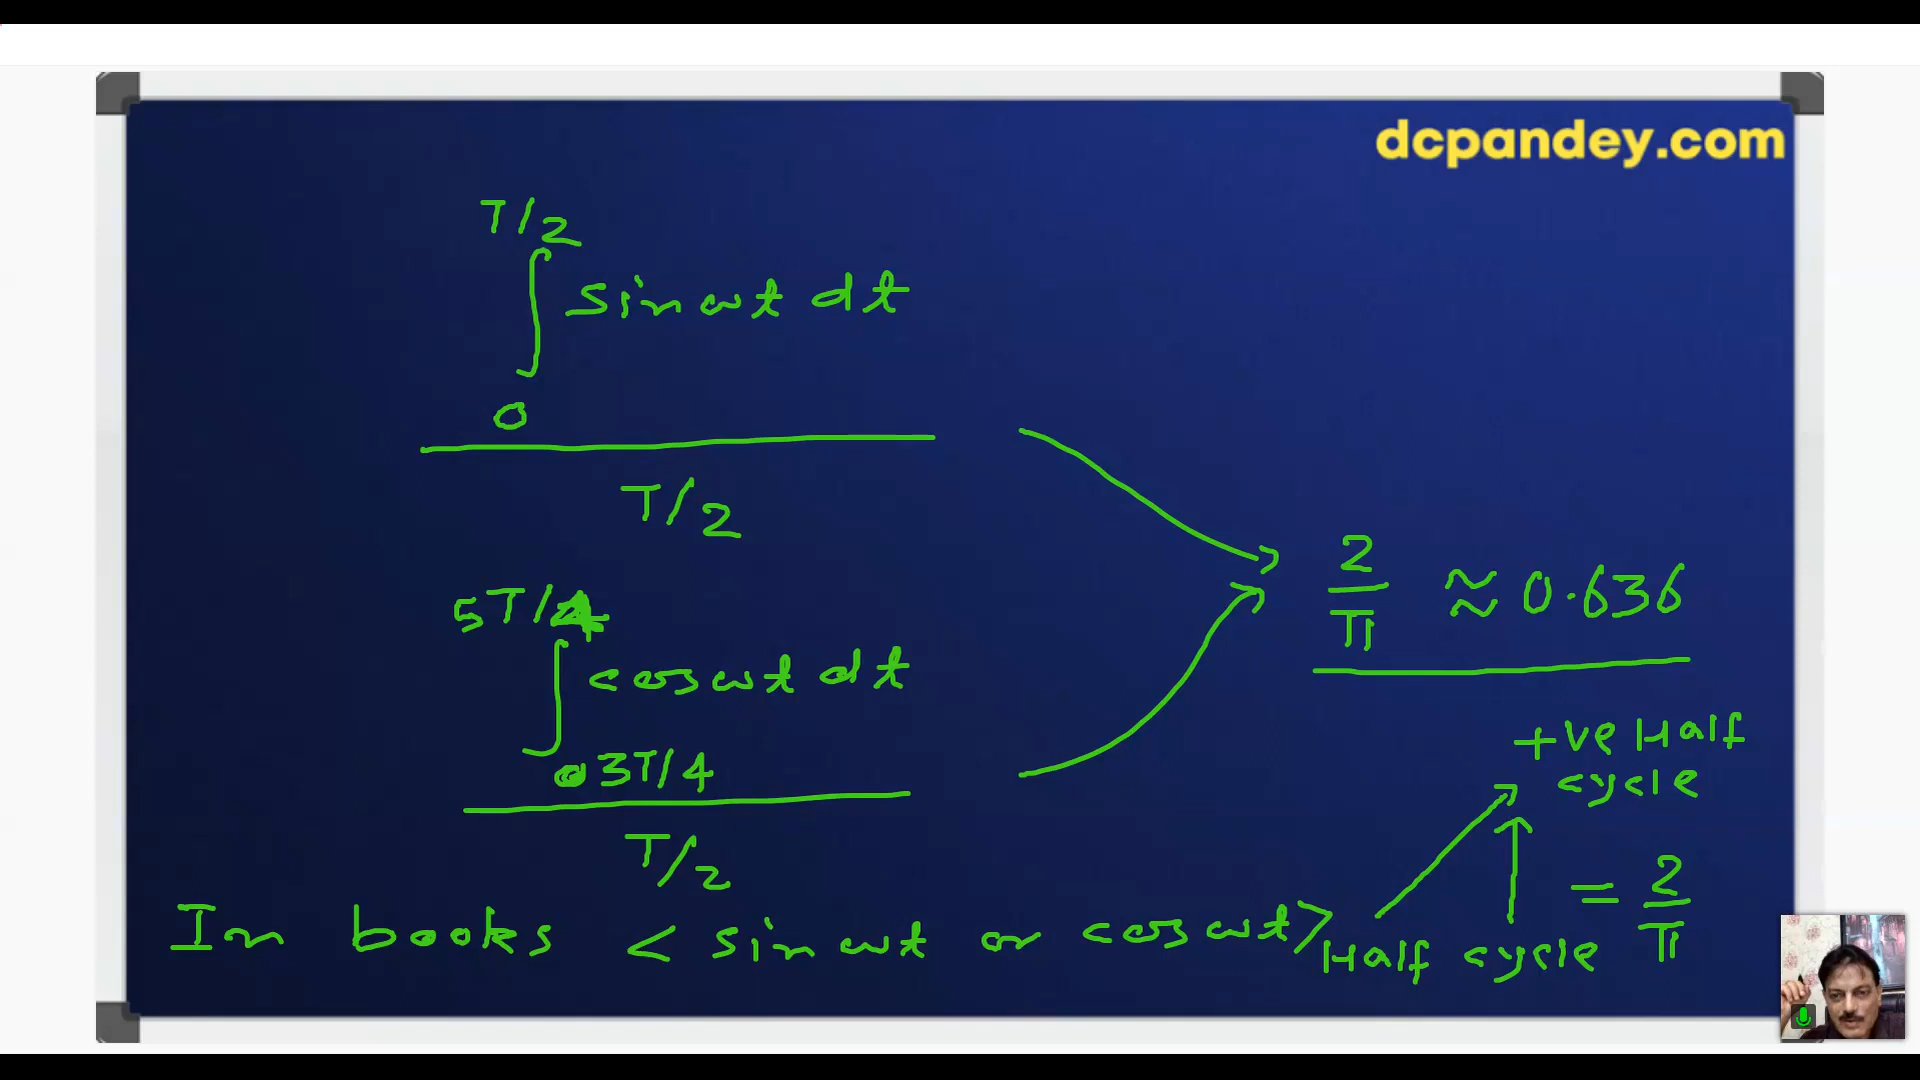 dcpandey.com
T/2
∫ sin ωt dt
0
T/2
5T/4
∫ cos ωt dt
3T/4
T/2
2/π ≈ 0.636
+ve Half
cycle
In books < sin ωt or cos ωt> Half cycle = 2/π